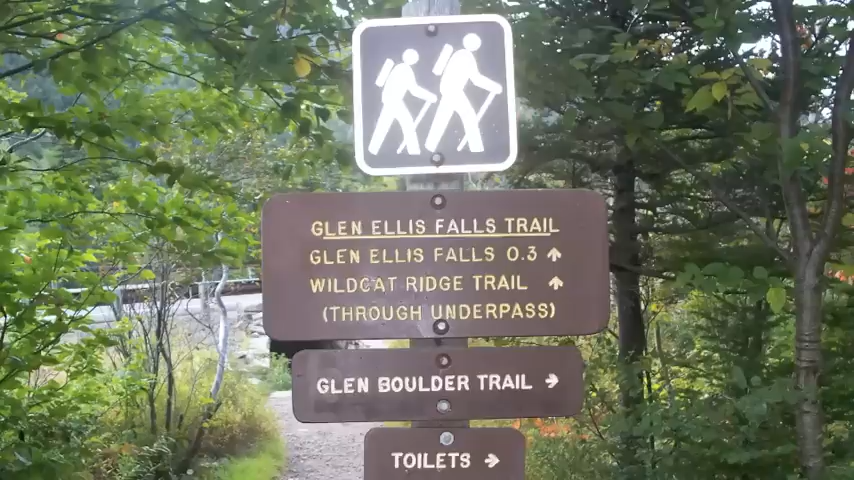 GLEN ELLIS FALLS TRAIL
GLEN ELLIS FALLS 0.3 ↑
WILDCAT RIDGE TRAIL ↑
(THROUGH UNDERPASS)
GLEN BOULDER TRAIL →
TOILETS →